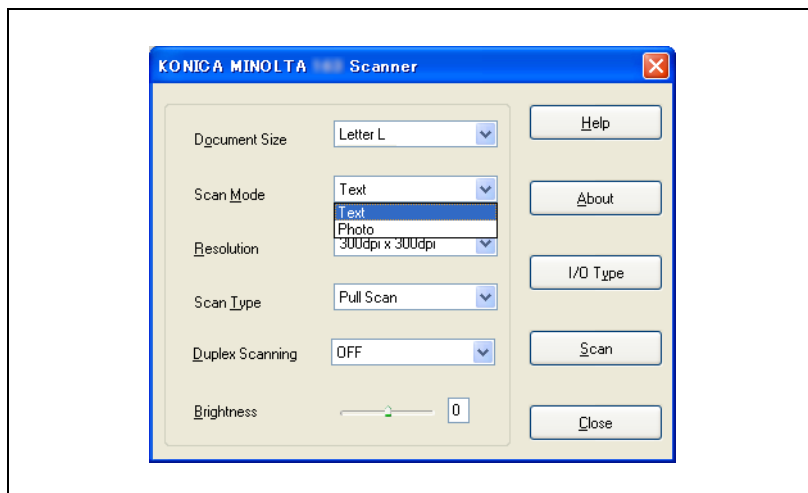 KONICA MINOLTA Scanner
Document Size
Letter L
Scan Mode
Text
Text
Photo
Resolution
300dpi x 300dpi
Scan Type
Pull Scan
Duplex Scanning
OFF
Brightness
0
Help
About
I/O Type
Scan
Close